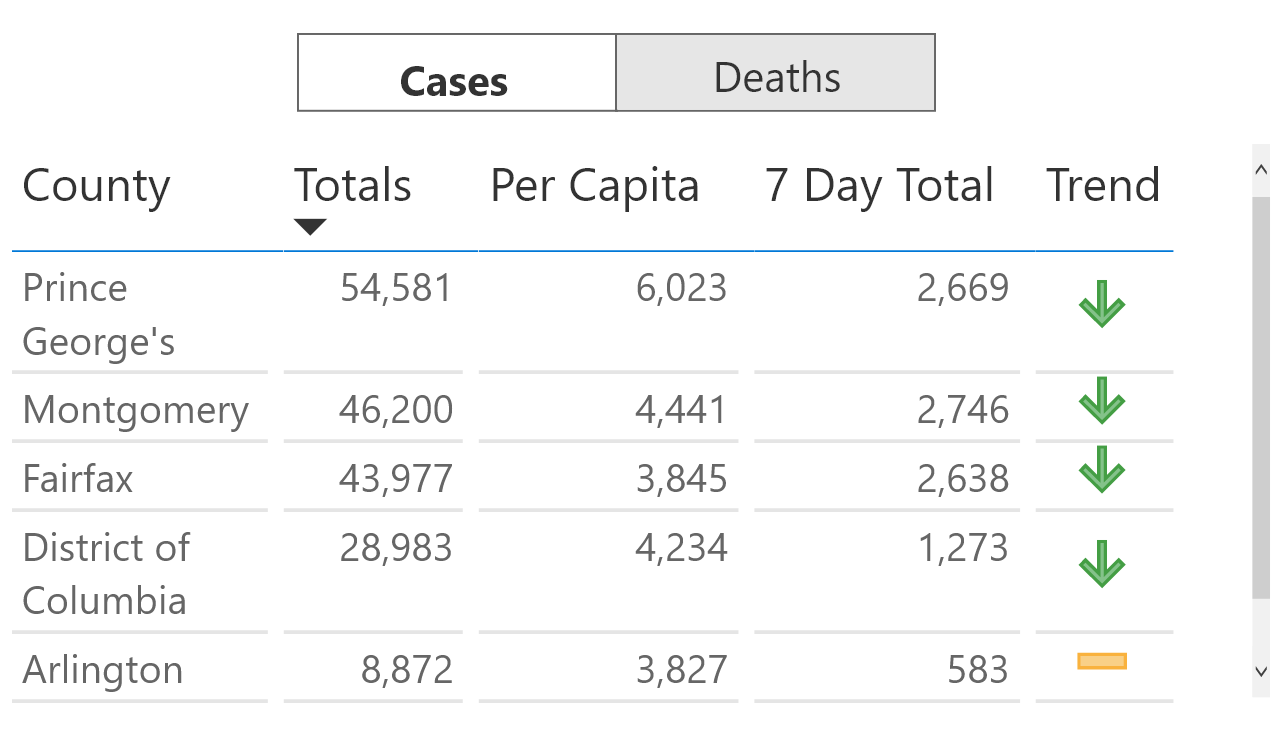 Cases Deaths
County Totals Per Capita 7 Day Total Trend
Prince 54,581 6,023 2,669
George's
Montgomery 46,200 4,441 2,746
Fairfax 43,977 3,845 2,638
District of 28,983 4,234 1,273
Columbia
Arlington 8,872 3,827 583